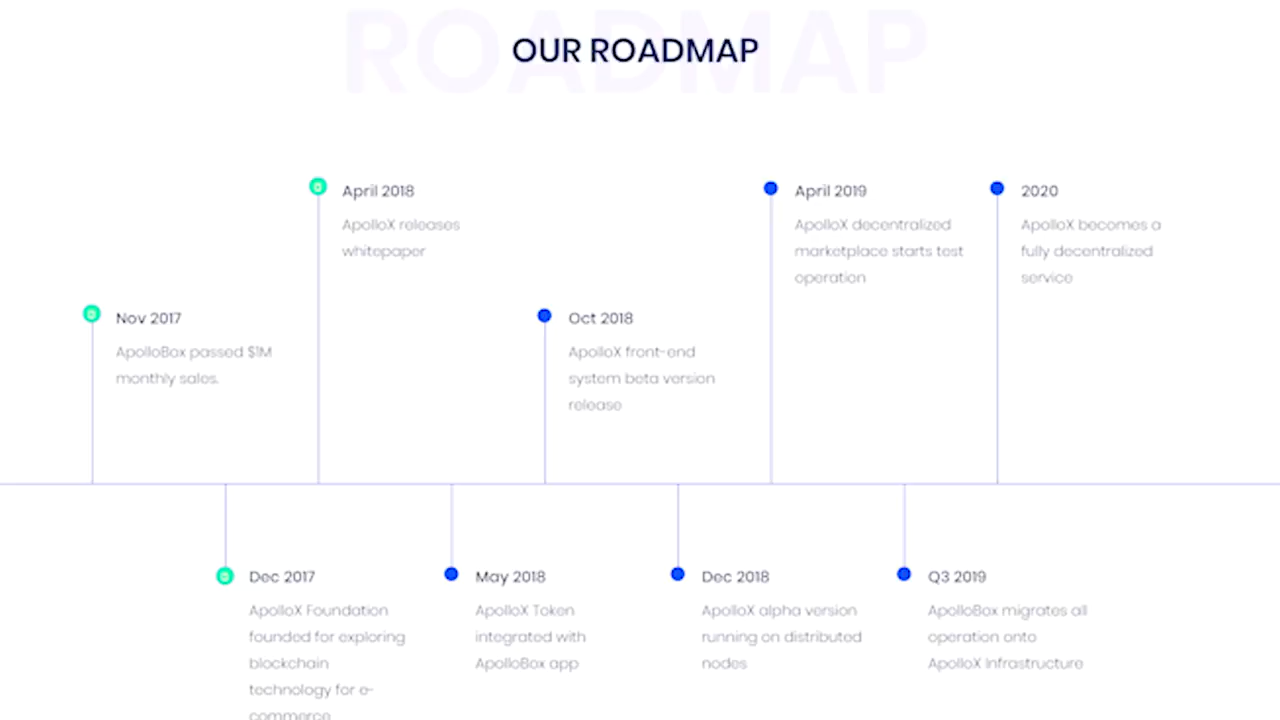 ROADMAP
OUR ROADMAP
Nov 2017
ApolloBox passed $1M
monthly sales.
Dec 2017
ApolloX Foundation
founded for exploring
blockchain
technology for e-
commerce
April 2018
ApolloX releases
whitepaper
May 2018
ApolloX Token
integrated with
ApolloBox app
Oct 2018
ApolloX front-end
system beta version
release
Dec 2018
ApolloX alpha version
running on distributed
nodes
April 2019
ApolloX decentralized
marketplace starts test
operation
Q3 2019
ApolloBox migrates all
operation onto
ApolloX Infrastructure
2020
ApolloX becomes a
fully decentralized
service